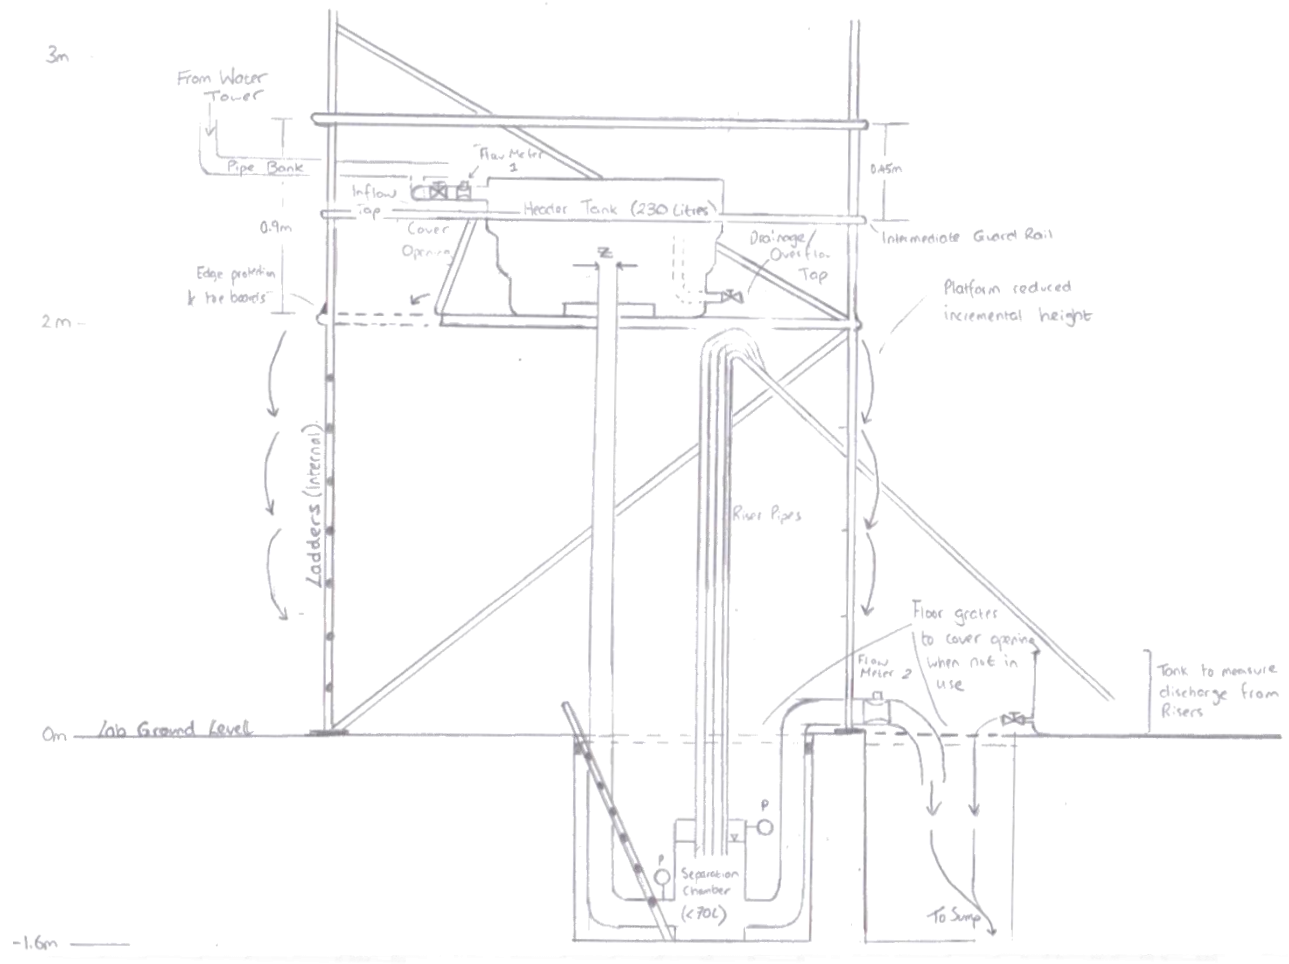 3m
From Water
Tower
Pipe Bank
Flow Meter
1
0.45m
Inflow
Tap
Header Tank (230 Litres)
0.9m
Cover
Opening
Z
Drainage/
Overflow
Tap
Intermediate Guard Rail
Edge protection
& toe boards
Platform reduced
incremental height
2m
Ladders (Internal)
Riser Pipes
Floor grates
to cover opening
when not in
use
Flow
Meter 2
Tank to measure
discharge from
Risers
0m
Lab Ground Level
P
P
Separation
Chamber
(<70L)
To Sump
-1.6m